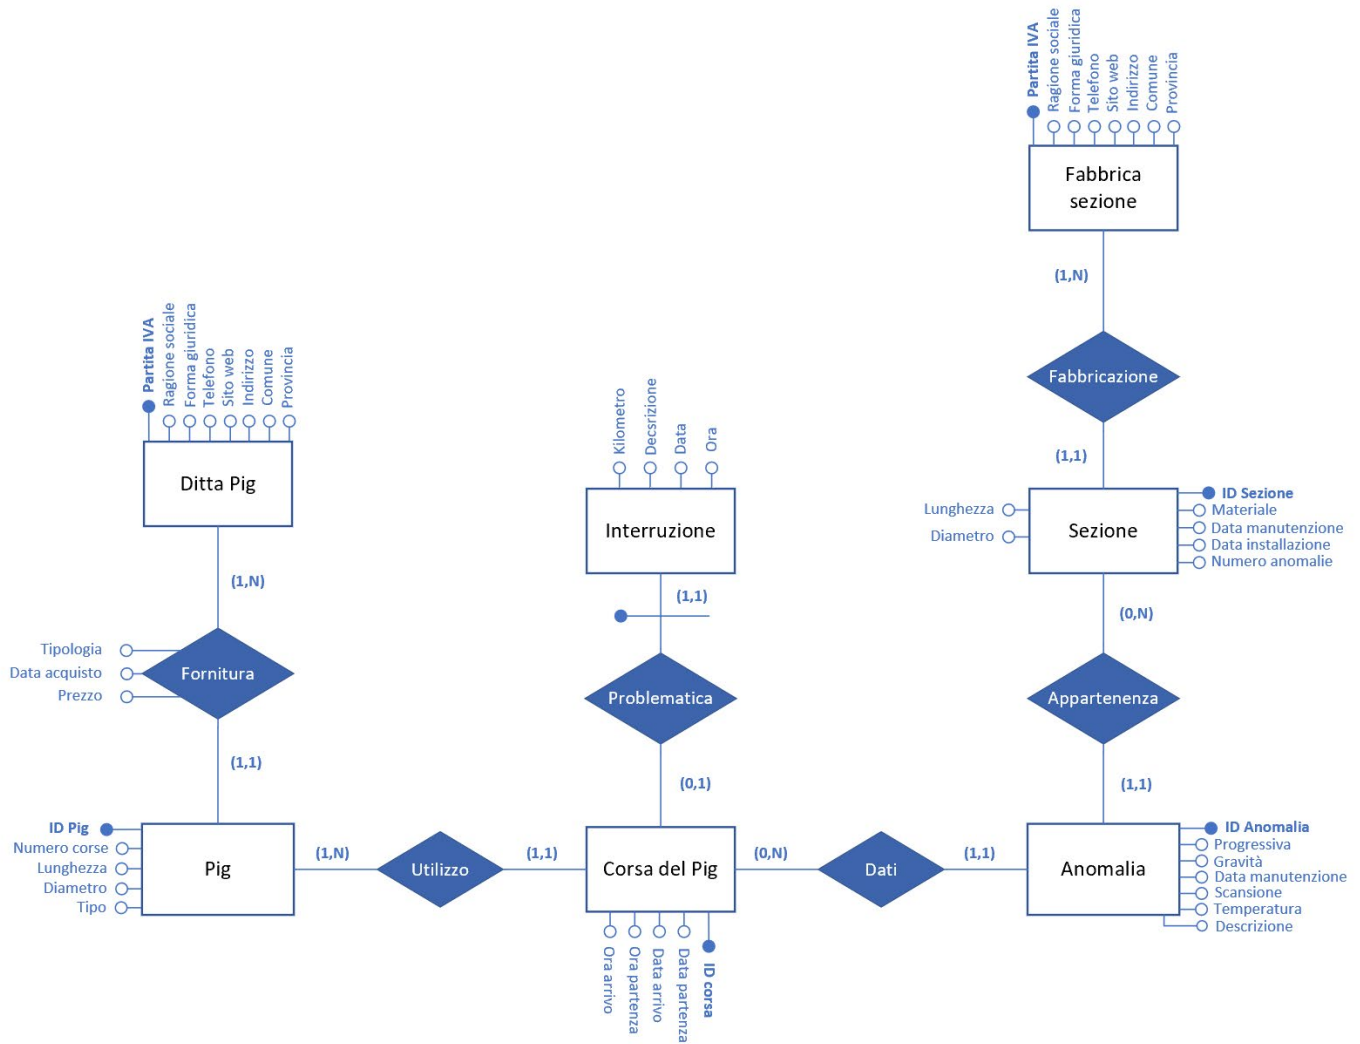 Partita IVA
Ragione sociale
Forma giuridica
Telefono
Sito web
Indirizzo
Comune
Provincia
Fabbrica
sezione
(1,N)
Fabbricazione
(1,1)
Partita IVA
Ragione sociale
Forma giuridica
Telefono
Sito web
Indirizzo
Comune
Provincia
Ditta Pig
(1,N)
Tipologia
Data acquisto
Prezzo
Fornitura
(1,1)
Kilometro
Decsrizione
Data
Ora
Interruzione
(1,1)
Problematica
(0,1)
Lunghezza
Diametro
Sezione
ID Sezione
Materiale
Data manutenzione
Data installazione
Numero anomalie
(0,N)
Appartenenza
(1,1)
ID Pig
Numero corse
Lunghezza
Diametro
Tipo
Pig
(1,N)
Utilizzo
(1,1)
Corsa del Pig
Ora arrivo
Ora partenza
Data arrivo
Data partenza
ID corsa
(0,N)
Dati
(1,1)
Anomalia
ID Anomalia
Progressiva
Gravità
Data manutenzione
Scansione
Temperatura
Descrizione